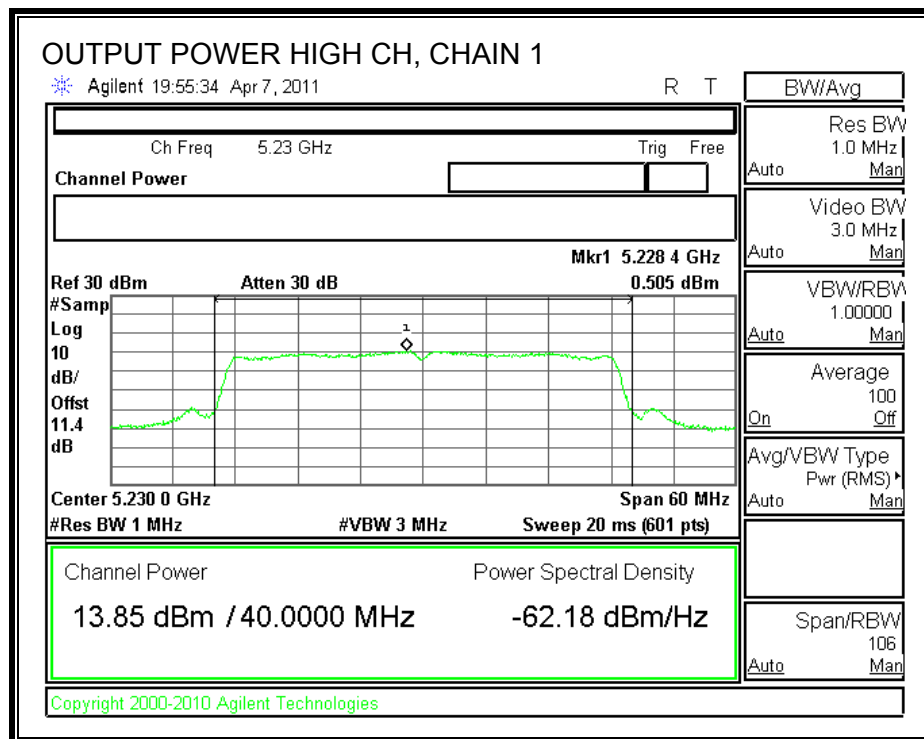 OUTPUT POWER HIGH CH, CHAIN 1
Agilent 19:55:34 Apr 7, 2011 R T
Ch Freq 5.23 GHz Trig Free
Channel Power
Mkr1 5.228 4 GHz
Ref 30 dBm Atten 30 dB 0.505 dBm
#Samp
Log
10
dB/
Offst
11.4
dB
1
Center 5.230 0 GHz Span 60 MHz
#Res BW 1 MHz #VBW 3 MHz Sweep 20 ms (601 pts)
Channel Power Power Spectral Density
13.85 dBm / 40.0000 MHz -62.18 dBm/Hz
Copyright 2000-2010 Agilent Technologies
BW/Avg
Res BW
1.0 MHz
Auto Man
Video BW
3.0 MHz
Auto Man
VBW/RBW
1.00000
Auto Man
Average
100
On Off
Avg/VBW Type
Pwr (RMS)
Auto Man
Span/RBW
106
Auto Man